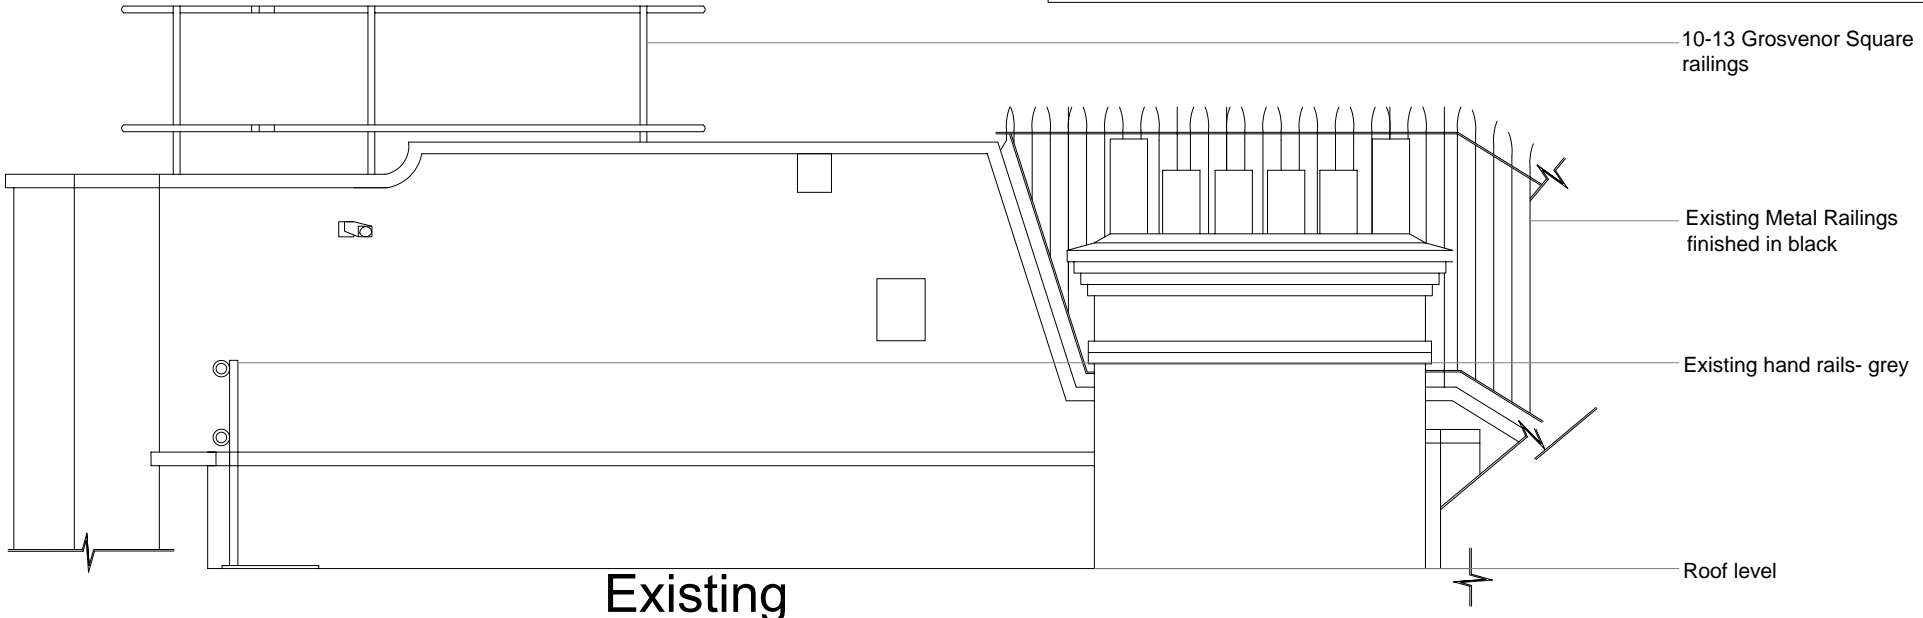 10-13 Grosvenor Square
railings
Existing Metal Railings
finished in black
Existing hand rails- grey
Roof level
Existing